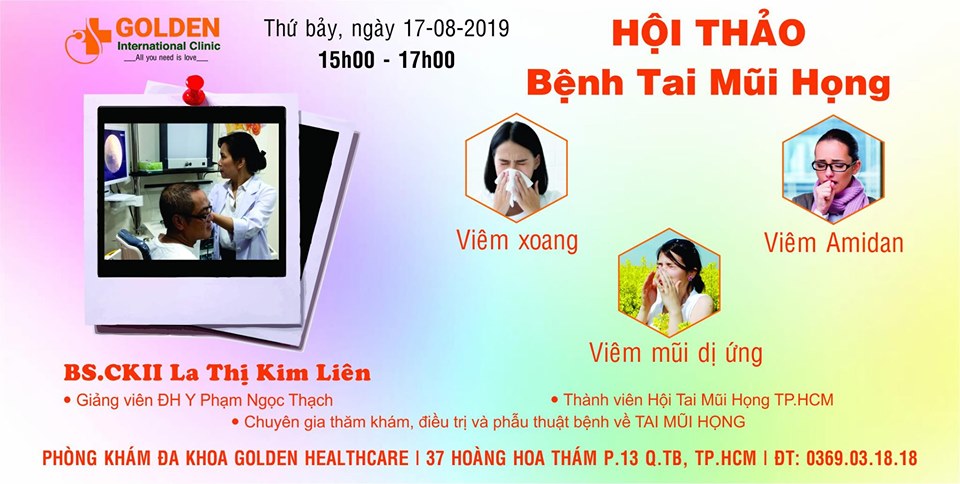 GOLDEN
International Clinic
__All you need is love___
Thứ bảy, ngày 17-08-2019
15h00 - 17h00
HỘI THẢO
Bệnh Tai Mũi Họng
Viêm xoang
Viêm Amidan
Viêm mũi dị ứng
BS.CKII La Thị Kim Liên
• Giảng viên ĐH Y Phạm Ngọc Thạch
• Thành viên Hội Tai Mũi Họng TP.HCM
• Chuyên gia thăm khám, điều trị và phẫu thuật bệnh về TAI MŨI HỌNG
PHÒNG KHÁM ĐA KHOA GOLDEN HEALTHCARE | 37 HOÀNG HOA THÁM P.13 Q.TB, TP.HCM | ĐT: 0369.03.18.18